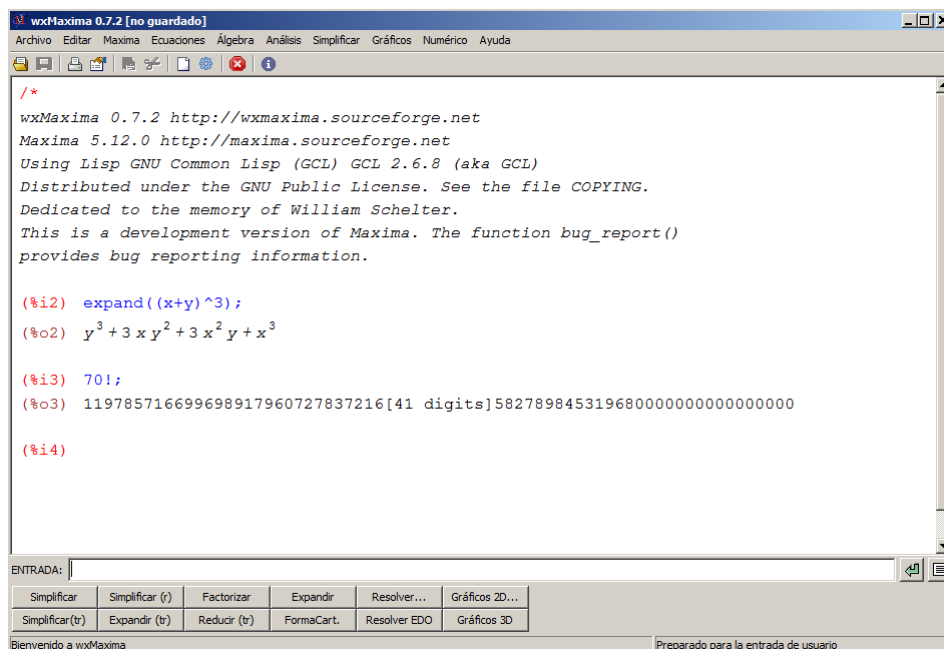 wxMaxima 0.7.2 [no guardado]
Archivo Editar Maxima Ecuaciones Álgebra Análisis Simplificar Gráficos Numérico Ayuda
/*
wxMaxima 0.7.2 http://wxmaxima.sourceforge.net
Maxima 5.12.0 http://maxima.sourceforge.net
Using Lisp GNU Common Lisp (GCL) GCL 2.6.8 (aka GCL)
Distributed under the GNU Public License. See the file COPYING.
Dedicated to the memory of William Schelter.
This is a development version of Maxima. The function bug_report()
provides bug reporting information.
(%i2) expand((x+y)^3);
(%o2) y³+3 x y²+3 x² y+x³
(%i3) 70!;
(%o3) 119785716699698917960727837216[41 digits]582789845319680000000000000000
(%i4)
ENTRADA:
Simplificar Simplificar (r) Factorizar Expandir Resolver... Gráficos 2D...
Simplificar(tr) Expandir (tr) Reducir (tr) FormaCart. Resolver EDO Gráficos 3D
Bienvenido a wxMaxima Preparado para la entrada de usuario